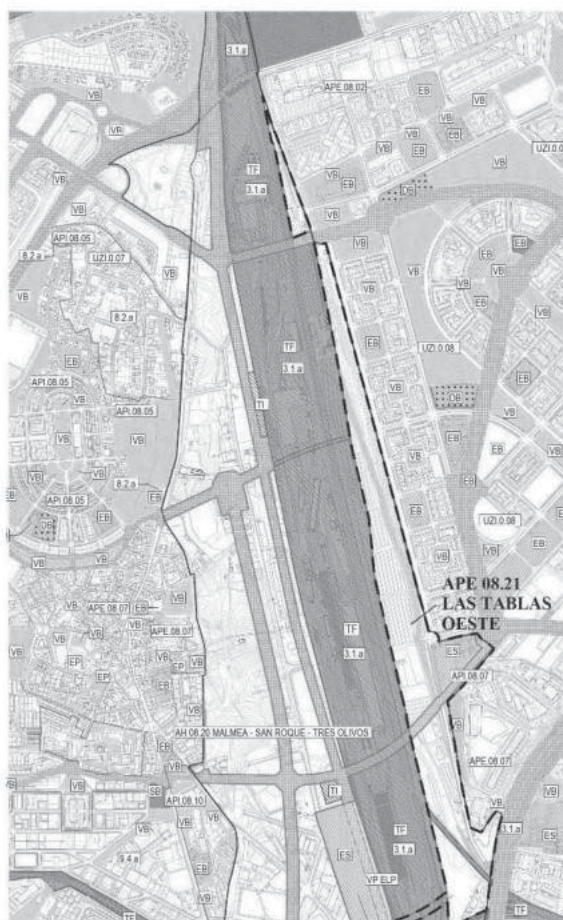 3.1.a
APE 08.02
EB
VB
VB
VB
EB
VB
EB
VB
VB
VB
UZI.0.0
TF
3.1.a
VB
EB
VB
DB
VB
VB
API.08.05
8.2.a
UZI.0.07
VB
VB
EB
EB
EB
VB
VB
8.2.a
TF
3.1.a
EB
UZI.0.08
EB
EB
API.08.05
API.08.05
TI
VB
DB
VB
EB
VB
8.2.a
EB
API.08.05
VB
EB
DB
UZI.0.08
VB
EB
APE 08.21
LAS TABLAS
OESTE
APE.08.07
EB
VB
APE.08.07
VB
EP
EP
VB
TF
3.1.a
ES
API.08.07
VB
APE.08.07
AH 08.20 MALMEA - SAN ROQUE - TRES OLIVOS
VB
VB
SB
VB
API.08.10
TI
VB
3.1.a
VB
9.4.a
EB
VB
ES
TF
3.1.a
ES
VP ELP
TF
TF